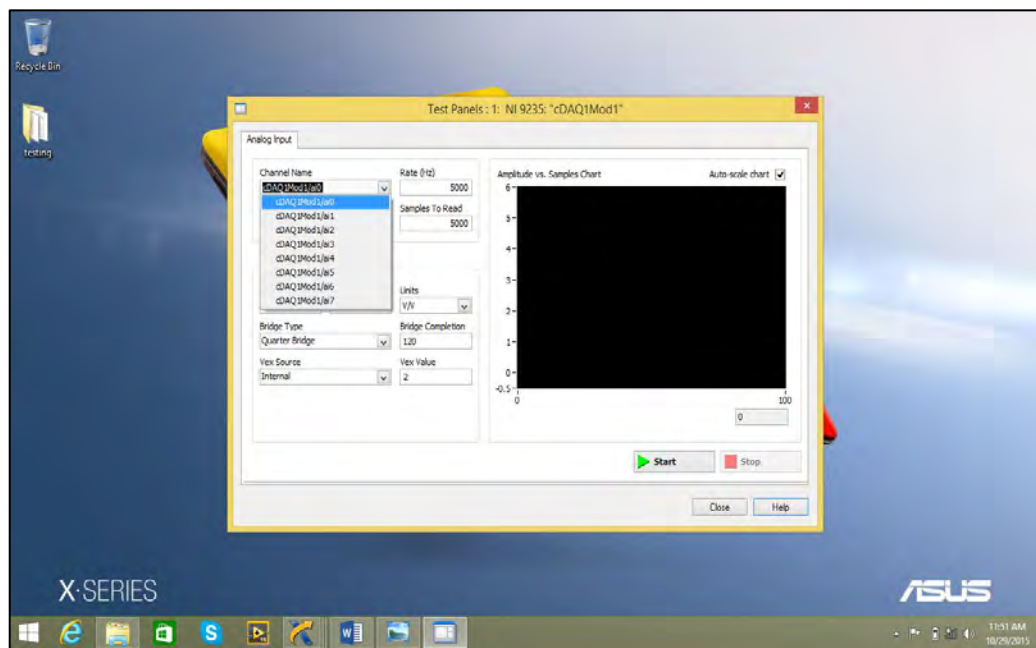 Recycle Bin
testing
Test Panels : 1: NI 9235: "cDAQ1Mod1"
x
Analog Input
Channel Name
cDAQ1Mod1/ai0
cDAQ1Mod1/ai0
cDAQ1Mod1/ai1
cDAQ1Mod1/ai2
cDAQ1Mod1/ai3
cDAQ1Mod1/ai4
cDAQ1Mod1/ai5
cDAQ1Mod1/ai6
cDAQ1Mod1/ai7
Rate (Hz)
5000
Samples To Read
5000
Units
V/V
Bridge Type
Quarter Bridge
Bridge Completion
120
Vex Source
Internal
Vex Value
2
Amplitude vs. Samples Chart
Auto-scale chart
6
5
4
3
2
1
0
-0.5
0
100
0
Start
Stop
Close
Help
X-SERIES
ASUS
11:51 AM
10/29/2015